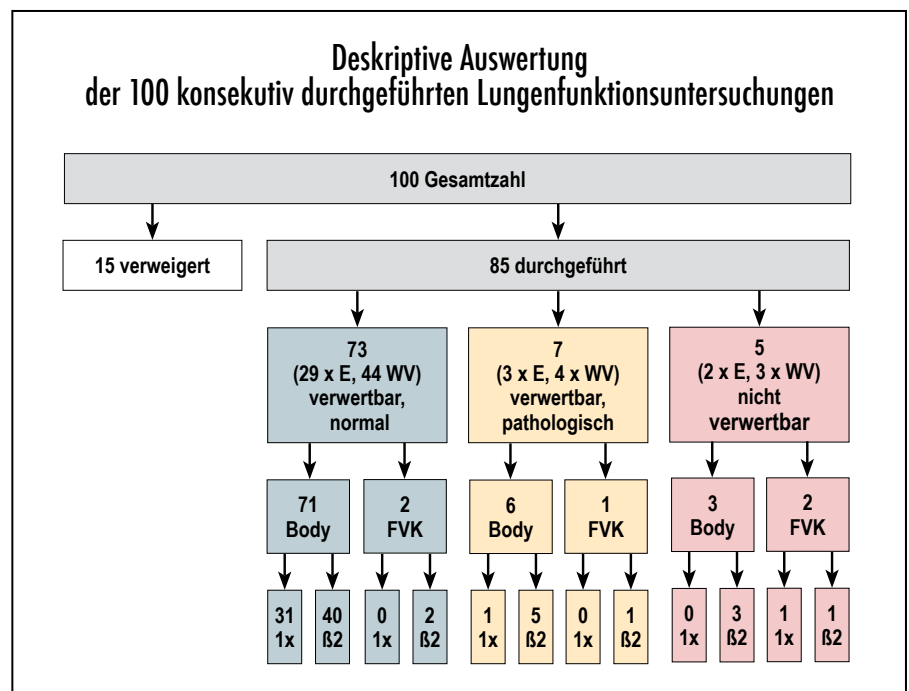 Deskriptive Auswertung
der 100 konsekutiv durchgeführten Lungenfunktionsuntersuchungen
100 Gesamtzahl
15 verweigert
85 durchgeführt
73
(29 x E, 44 WV)
verwertbar,
normal
7
(3 x E, 4 x WV)
verwertbar,
pathologisch
5
(2 x E, 3 x WV)
nicht
verwertbar
71
Body
2
FVK
6
Body
1
FVK
3
Body
2
FVK
31
1x
40
ß2
0
1x
2
ß2
1
1x
5
ß2
0
1x
1
ß2
0
1x
3
ß2
1
1x
1
ß2